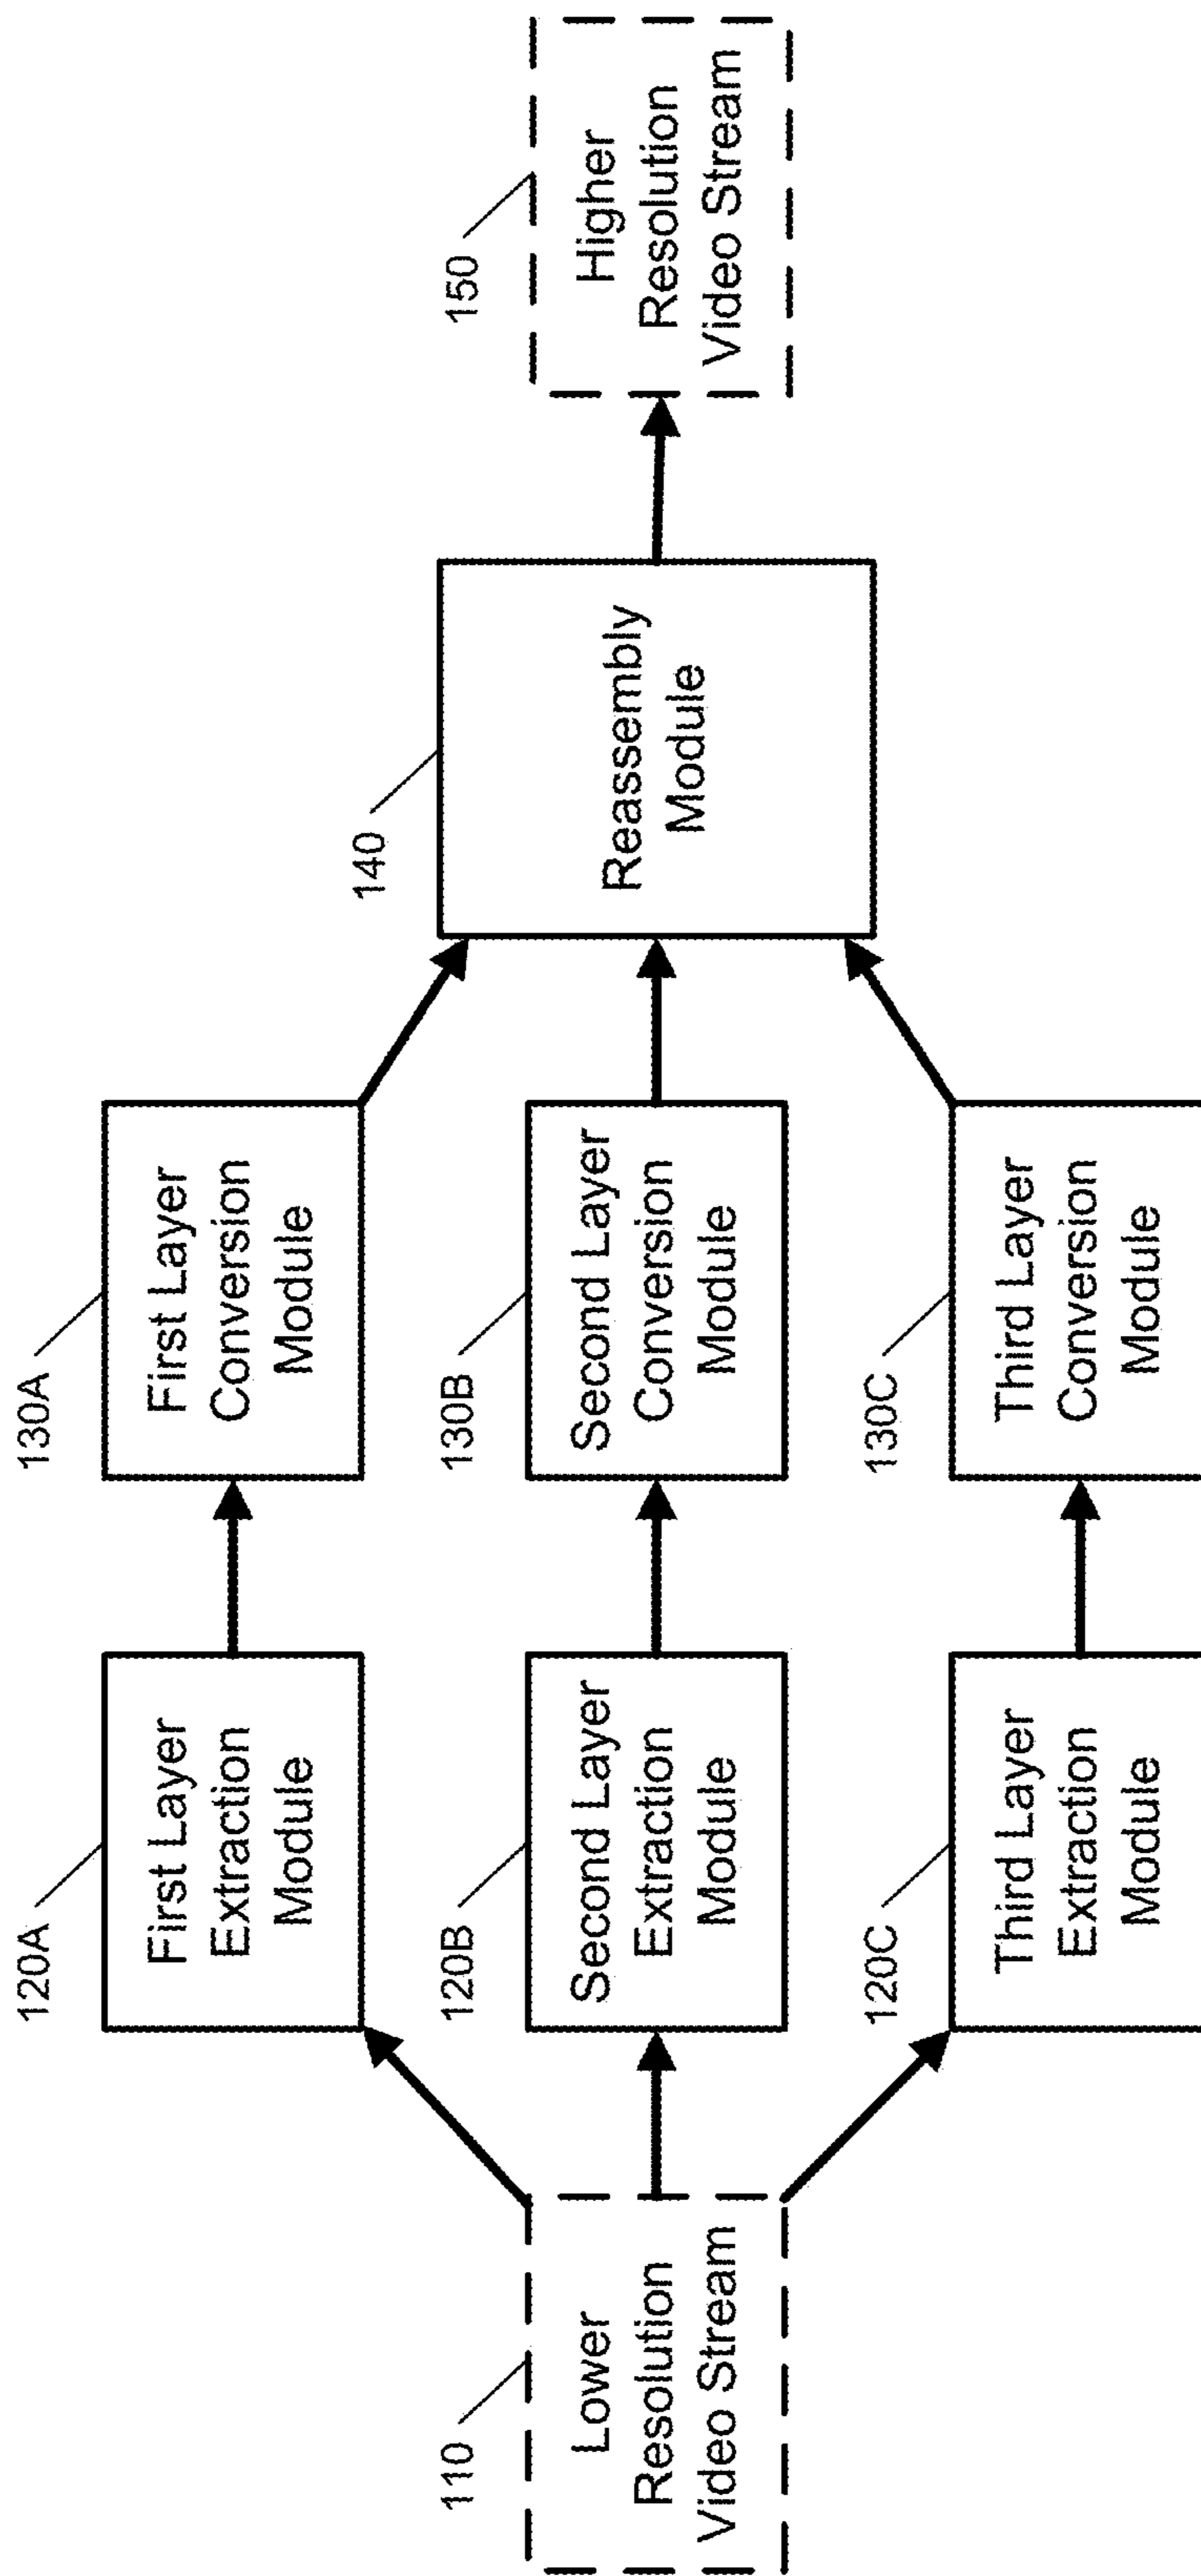 110
Lower
Resolution
Video Stream
120A
First Layer
Extraction
Module
120B
Second Layer
Extraction
Module
120C
Third Layer
Extraction
Module
130A
First Layer
Conversion
Module
130B
Second Layer
Conversion
Module
130C
Third Layer
Conversion
Module
140
Reassembly
Module
150
Higher
Resolution
Video Stream